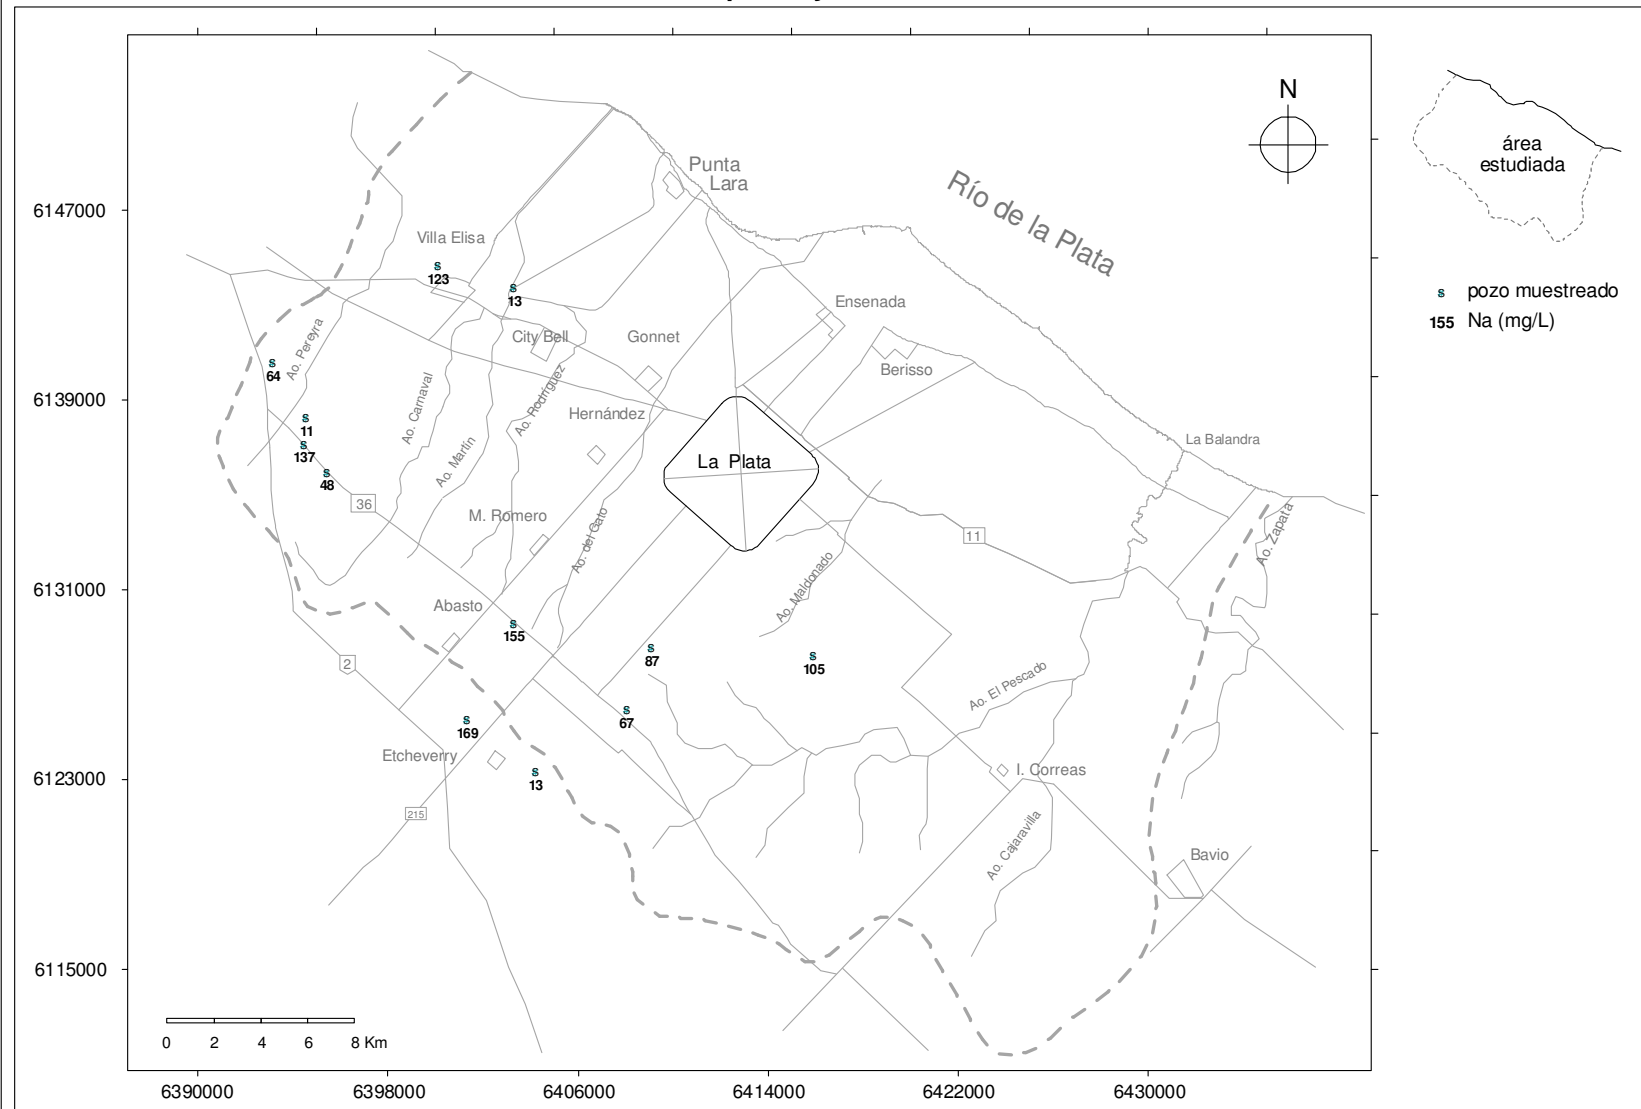 N
Punta
Lara
Río de la Plata
área
estudiada
6147000
Villa Elisa
s
123
s
13
s pozo muestreado
155 Na (mg/L)
Ensenada
City Bell
Gonnet
Berisso
Ao. Pereyra
s
64
6139000
Ao. Carnaval
Ao. Rodríguez
Hernández
s
11
s
137
Ao. Martín
La Plata
La Balandra
s
48
36
M. Romero
Ao. del Gato
11
Ao. Zapata
6131000
Ao. Maldonado
Abasto
s
155
s
87
s
105
2
Ao. El Pescado
s
67
s
169
Etcheverry
6123000
s
13
I. Correas
215
Ao. Cajaravilla
Bavio
6115000
0 2 4 6 8 Km
6390000 6398000 6406000 6414000 6422000 6430000